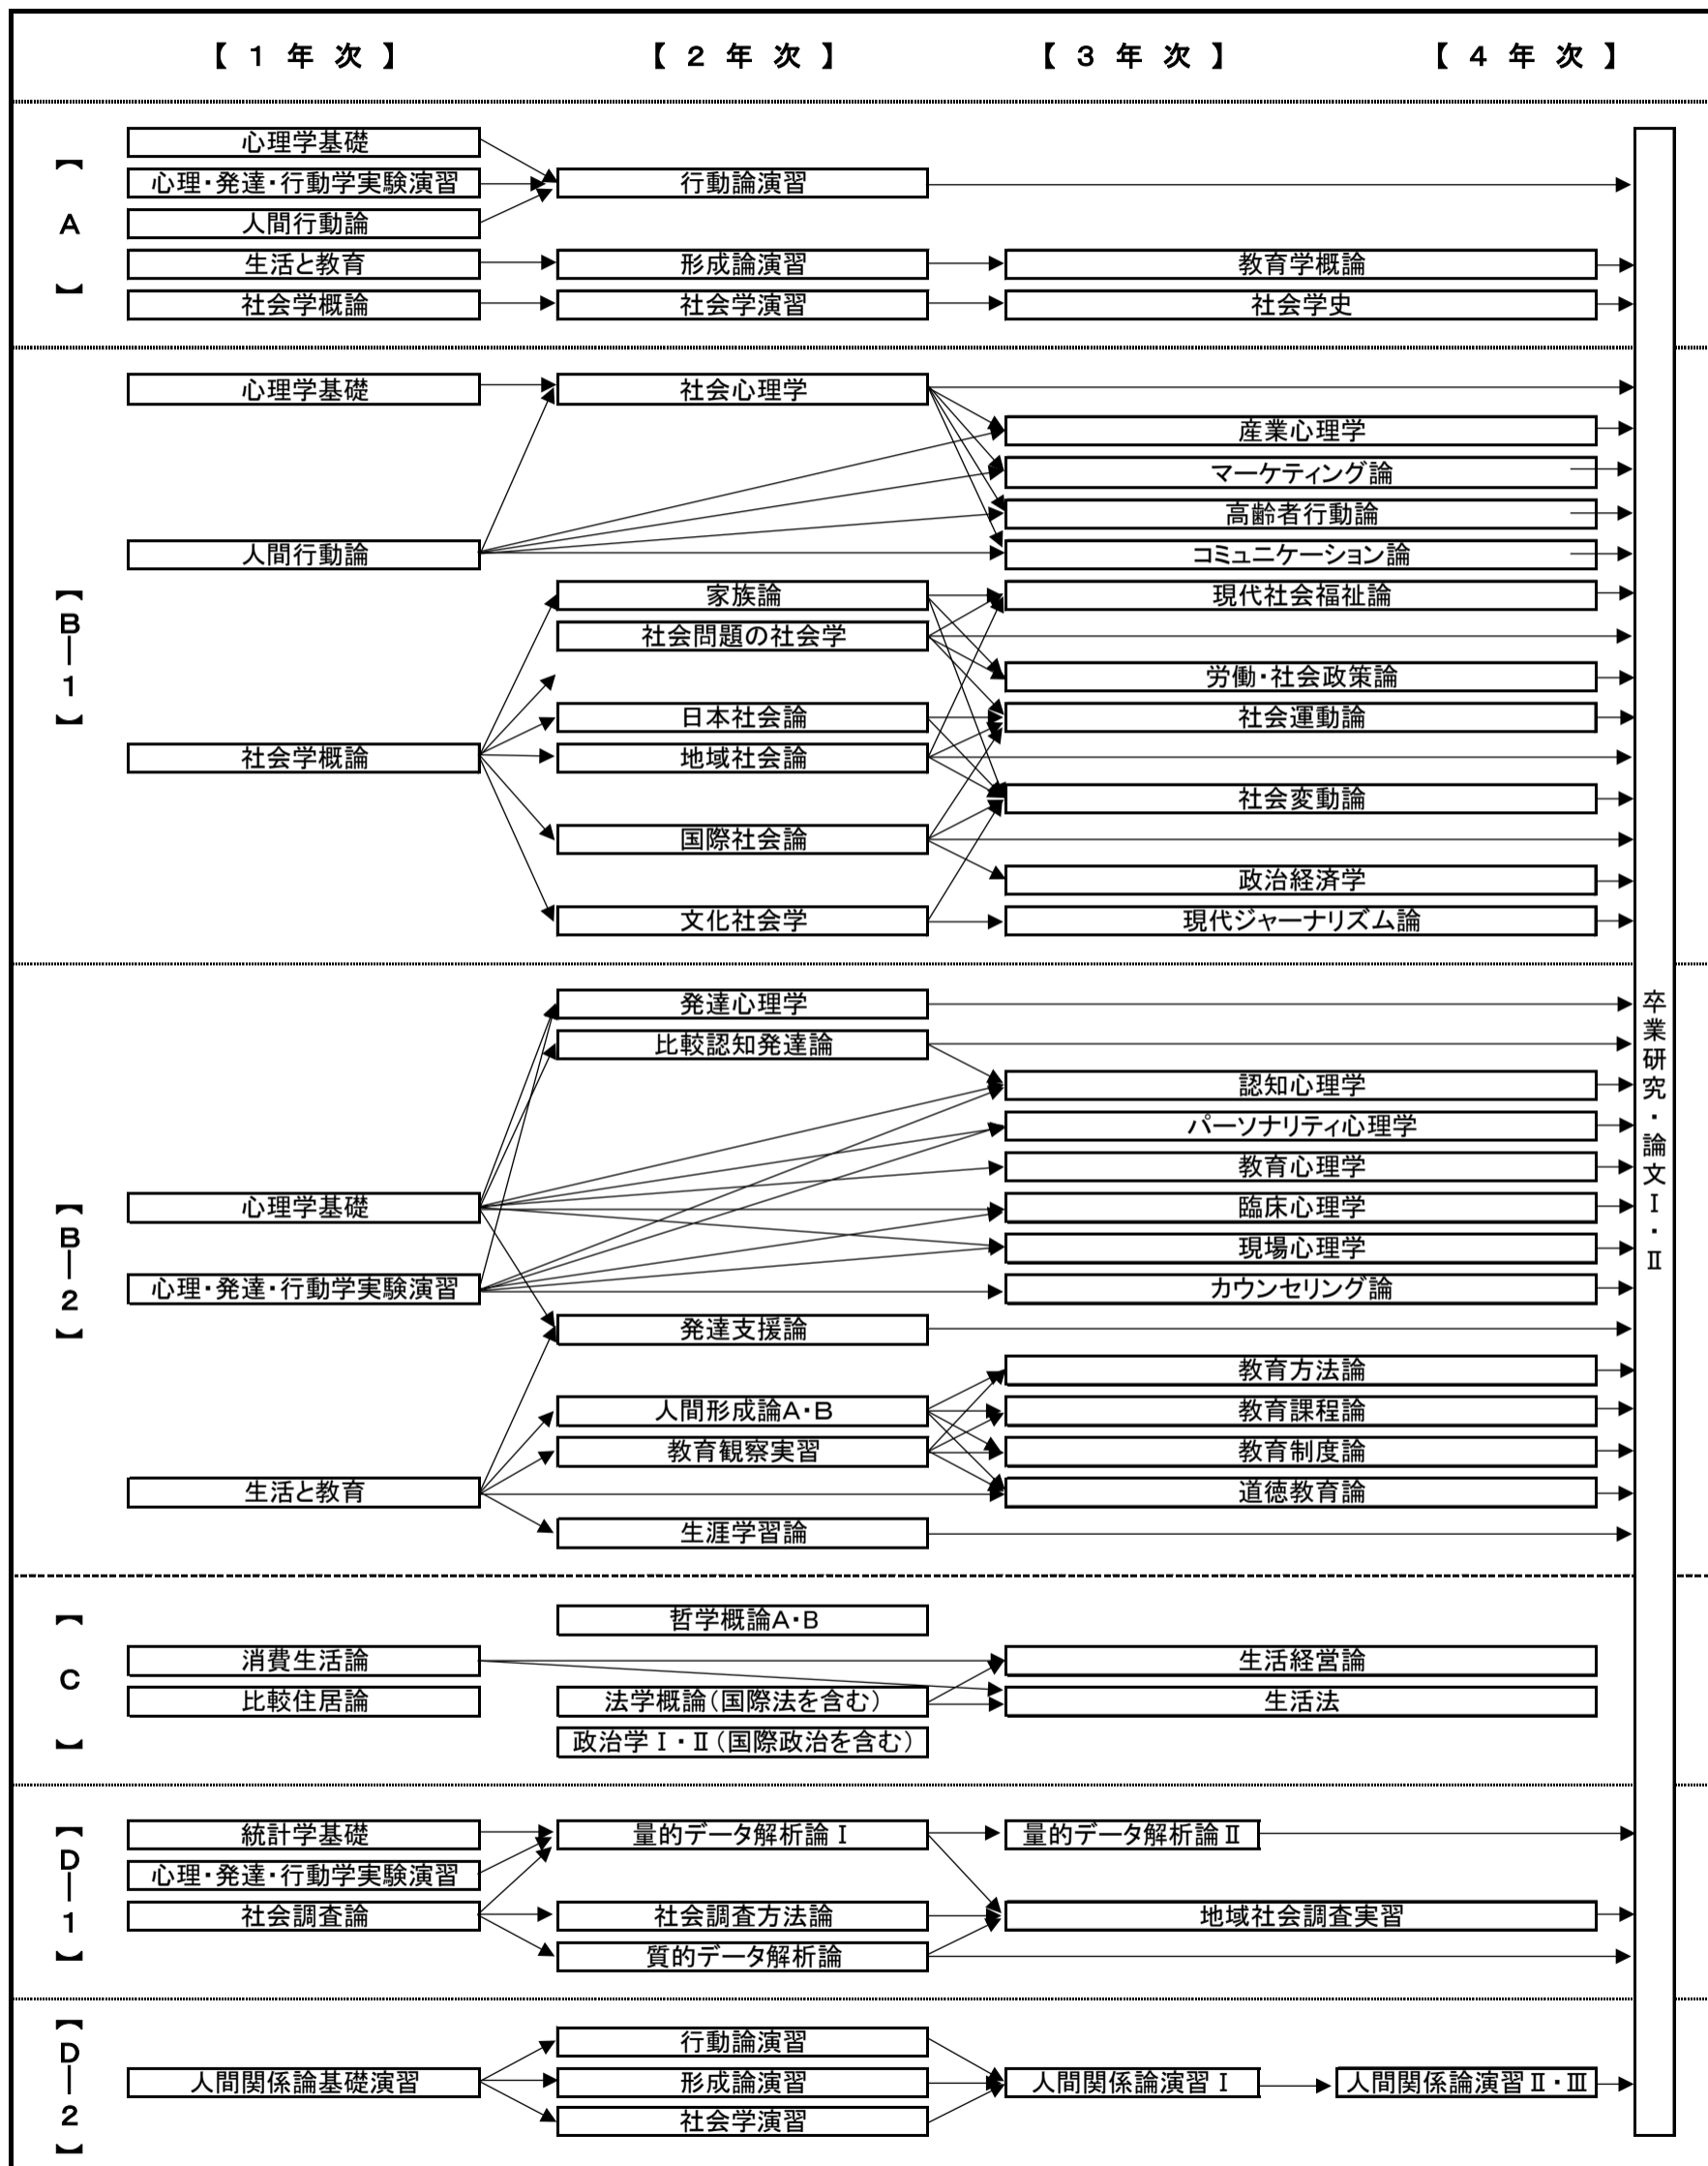 【 1 年 次 】 【 2 年 次 】 【 3 年 次 】 【 4 年 次 】
【A】
心理学基礎
心理・発達・行動学実験演習 行動論演習
人間行動論
生活と教育 形成論演習 教育学概論
社会学概論 社会学演習 社会学史
【B―1】
心理学基礎 社会心理学
産業心理学
マーケティング論
高齢者行動論
人間行動論 コミュニケーション論
家族論 現代社会福祉論
社会問題の社会学
労働・社会政策論
日本社会論 社会運動論
社会学概論 地域社会論
社会変動論
国際社会論
政治経済学
文化社会学 現代ジャーナリズム論
【B―2】
発達心理学
比較認知発達論
認知心理学
パーソナリティ心理学
教育心理学
心理学基礎 臨床心理学
現場心理学
心理・発達・行動学実験演習 カウンセリング論
発達支援論
教育方法論
人間形成論A・B 教育課程論
教育観察実習 教育制度論
生活と教育 道徳教育論
生涯学習論
【C】
哲学概論A・B
消費生活論 生活経営論
比較住居論 法学概論(国際法を含む) 生活法
政治学Ⅰ・Ⅱ(国際政治を含む)
【D―1】
統計学基礎 量的データ解析論Ⅰ 量的データ解析論Ⅱ
心理・発達・行動学実験演習
社会調査論 社会調査方法論 地域社会調査実習
質的データ解析論
【D―2】
行動論演習
人間関係論基礎演習 形成論演習 人間関係論演習Ⅰ 人間関係論演習Ⅱ・Ⅲ
社会学演習
卒業研究・論文Ⅰ・Ⅱ